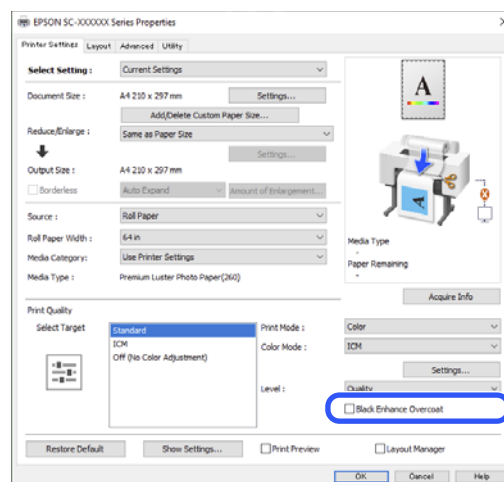 EPSON SC-XXXXXX Series Properties
Printer Settings Layout Advanced Utility
Select Setting : Current Settings
Document Size : A4 210 x 297 mm Settings...
Add/Delete Custom Paper Size...
Reduce/Enlarge : Same as Paper Size
Settings...
Output Size : A4 210 x 297 mm
Borderless Auto Expand Amount of Enlargement...
Source : Roll Paper
Roll Paper Width : 64 in
Media Category: Use Printer Settings
Media Type : Premium Luster Photo Paper(260)
A
A
Media Type
-
Paper Remaining
-
Acquire Info
Print Quality
Select Target
Standard
ICM
Off (No Color Adjustment)
Print Mode : Color
Color Mode : ICM
Settings...
Level : Quality
Black Enhance Overcoat
Restore Default Show Settings... Print Preview Layout Manager
OK Cancel Help